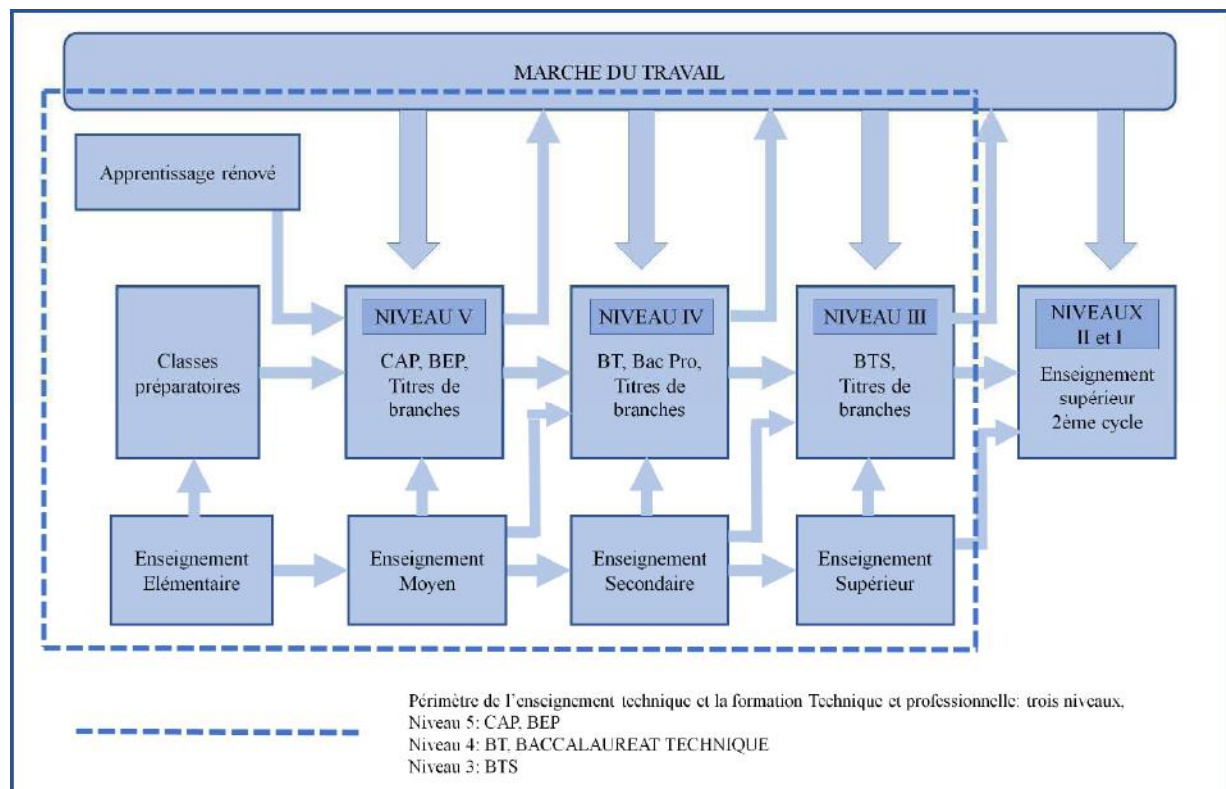 MARCHE DU TRAVAIL
Apprentissage rénové
Classes
préparatoires
NIVEAU V
CAP, BEP,
Titres de
branches
NIVEAU IV
BT, Bac Pro,
Titres de
branches
NIVEAU III
BTS,
Titres de
branches
NIVEAUX
II et I
Enseignement
supérieur
2ème cycle
Enseignement
Elémentaire
Enseignement
Moyen
Enseignement
Secondaire
Enseignement
Supérieur
Périmètre de l’enseignement technique et la formation Technique et professionnelle: trois niveaux,
Niveau 5: CAP, BEP
Niveau 4: BT, BACCALAUREAT TECHNIQUE
Niveau 3: BTS